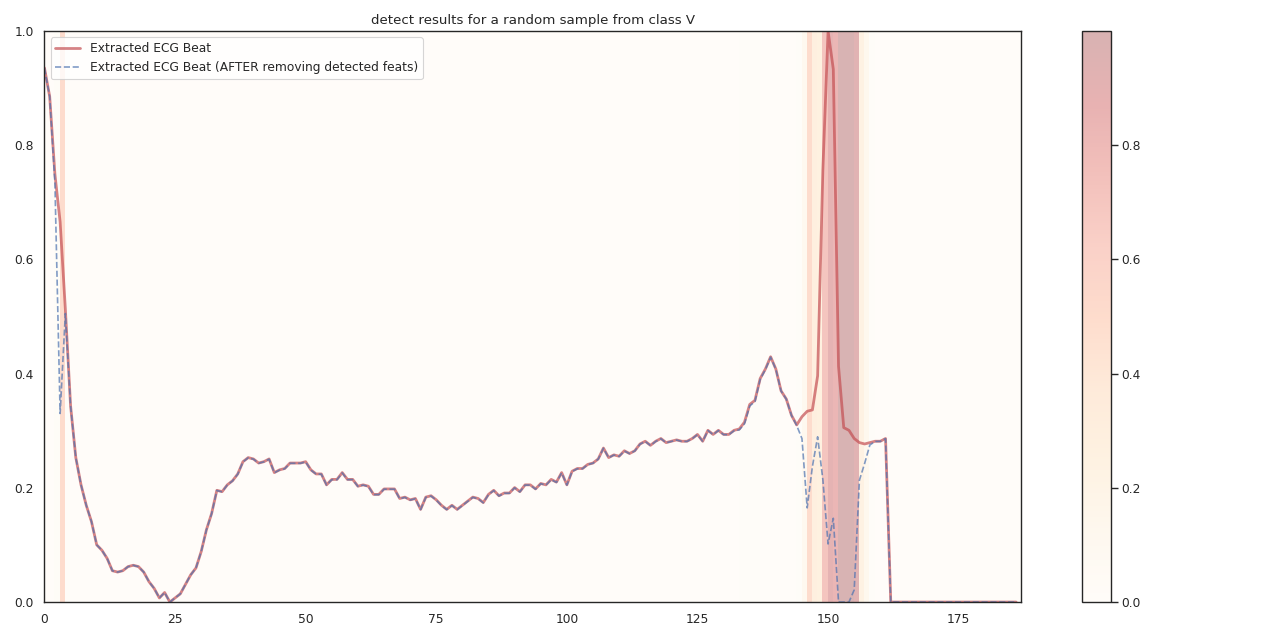 detect results for a random sample from class V
Extracted ECG Beat
Extracted ECG Beat (AFTER removing detected feats)
1.0
0.8
0.6
0.4
0.2
0.0
0 25 50 75 100 125 150 175
0.8
0.6
0.4
0.2
0.0